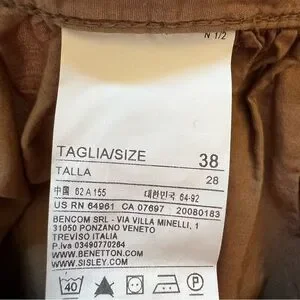 N 1/2
TAGLIA/SIZE 38
TALLA 28
中国 62 A 155 대한민국 64-92
US RN 64961 CA 07697 20080183
BENCOM SRL - VIA VILLA MINELLI, 1
31050 PONZANO VENETO
TREVISO ITALIA
P.iva 03490770264
WWW.BENETTON.COM
WWW.SISLEY.COM
40
P